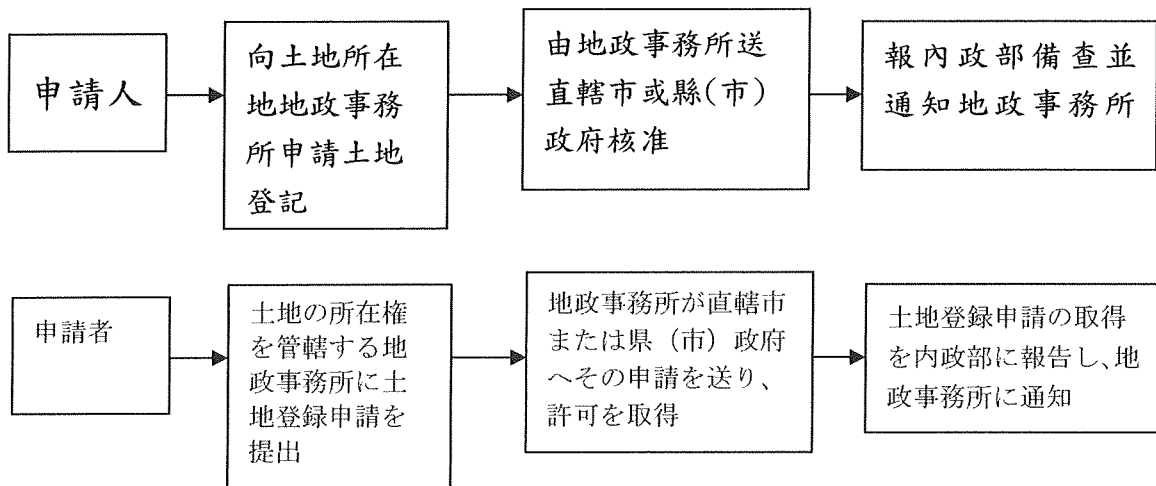 申請人
向土地所在
地地政事務
所申請土地
登記
由地政事務所送
直轄市或縣(市)
政府核准
報內政部備查並
通知地政事務所
申請者
土地の所在権
を管轄する地
政事務所に土
地登録申請を
提出
地政事務所が直轄市
または県（市）政府
へその申請を送り、
許可を取得
土地登録申請の取得
を内政部に報告し、地
政事務所に通知